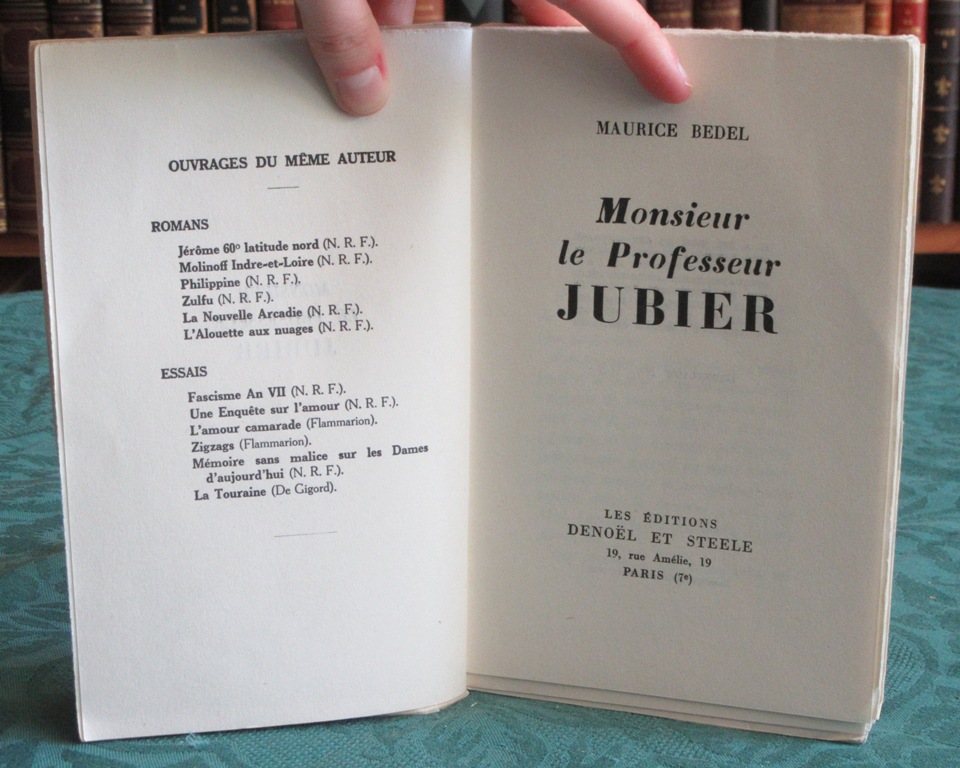 OUVRAGES DU MÊME AUTEUR
ROMANS
Jérôme 60º latitude nord (N. R. F.).
Molinoff Indre-et-Loire (N. R. F.).
Philippine (N. R. F.).
Zulfu (N. R. F.).
La Nouvelle Arcadie (N. R. F.).
L'Alouette aux nuages (N. R. F.).
ESSAIS
Fascisme An VII (N. R. F.).
Une Enquête sur l'amour (N. R. F.).
L'amour camarade (Flammarion).
Zigzags (Flammarion).
Mémoire sans malice sur les Dames
d'aujourd'hui (N. R. F.).
La Touraine (De Gigord).
MAURICE BEDEL
Monsieur
le Professeur
JUBIER
LES ÉDITIONS
DENOËL ET STEELE
19, rue Amélie, 19
PARIS (7e)